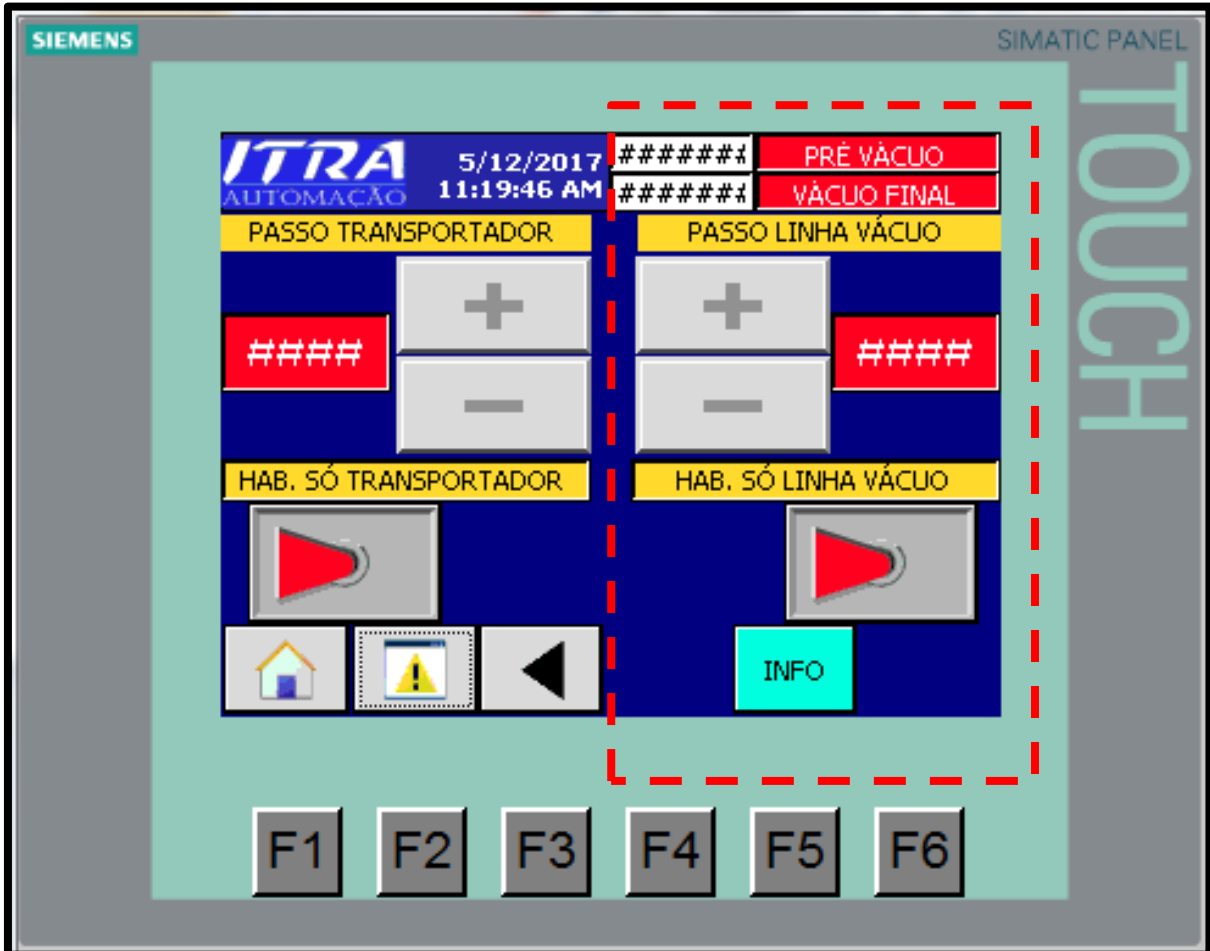 SIEMENS
SIMATIC PANEL
TOUCH
ITRA
AUTOMAÇÃO
5/12/2017
11:19:46 AM
####### PRÉ VÁCUO
####### VÁCUO FINAL
PASSO TRANSPORTADOR
PASSO LINHA VÁCUO
+
+
####
####
−
−
HAB. SÓ TRANSPORTADOR
HAB. SÓ LINHA VÁCUO
INFO
F1 F2 F3 F4 F5 F6